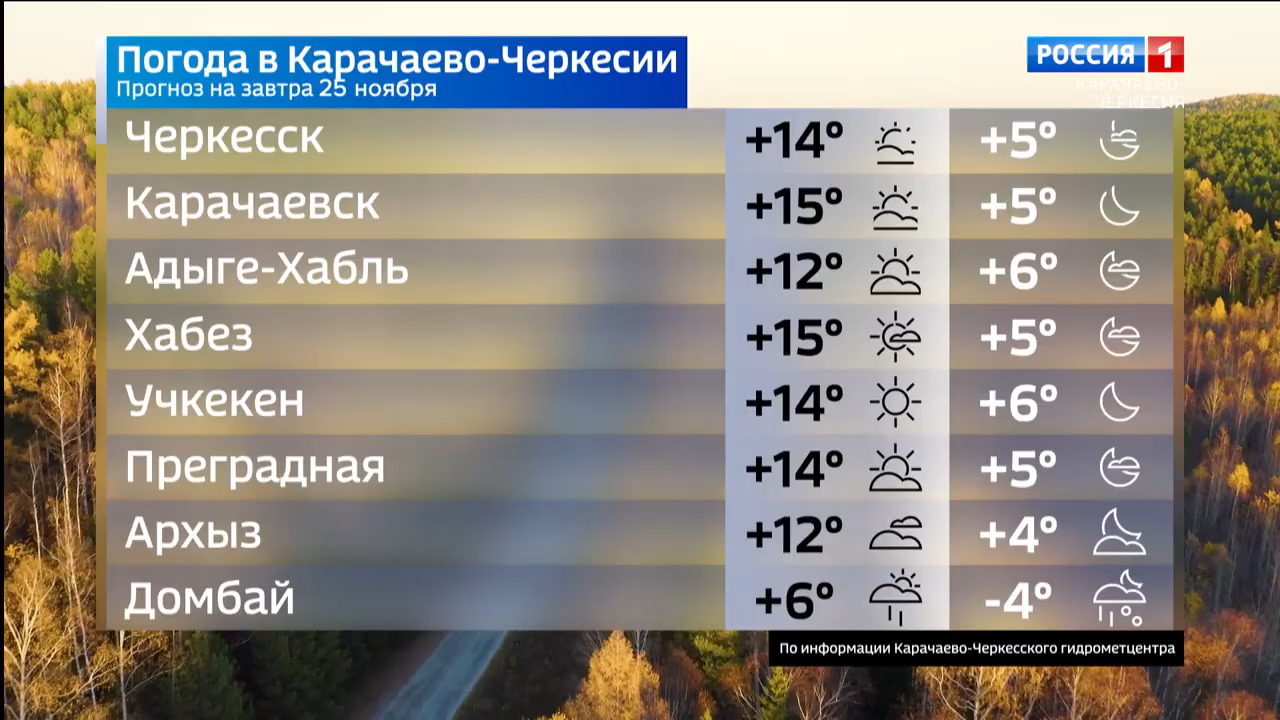 Погода в Карачаево-Черкесии
Прогноз на завтра 25 ноября
РОССИЯ 1
КАРАЧАЕВО-
ЧЕРКЕСИЯ
Черкесск +14° +5°
Карачаевск +15° +5°
Адыге-Хабль +12° +6°
Хабез +15° +5°
Учкекен +14° +6°
Преградная +14° +5°
Архыз +12° +4°
Домбай +6° -4°
По информации Карачаево-Черкесского гидрометцентра